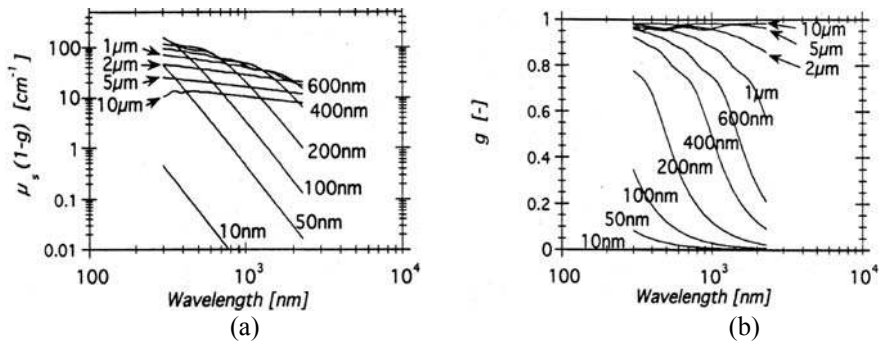 100
10
1
0.1
0.01
μs (1-g) [cm⁻¹]
1μm
2μm
5μm
10μm
600nm
400nm
200nm
100nm
50nm
10nm
100 10³ 10⁴
Wavelength [nm]
(a)
1
0.8
0.6
0.4
0.2
0
g [-]
10μm
5μm
2μm
1μm
600nm
400nm
200nm
100nm
50nm
10nm
100 10³ 10⁴
Wavelength [nm]
(b)